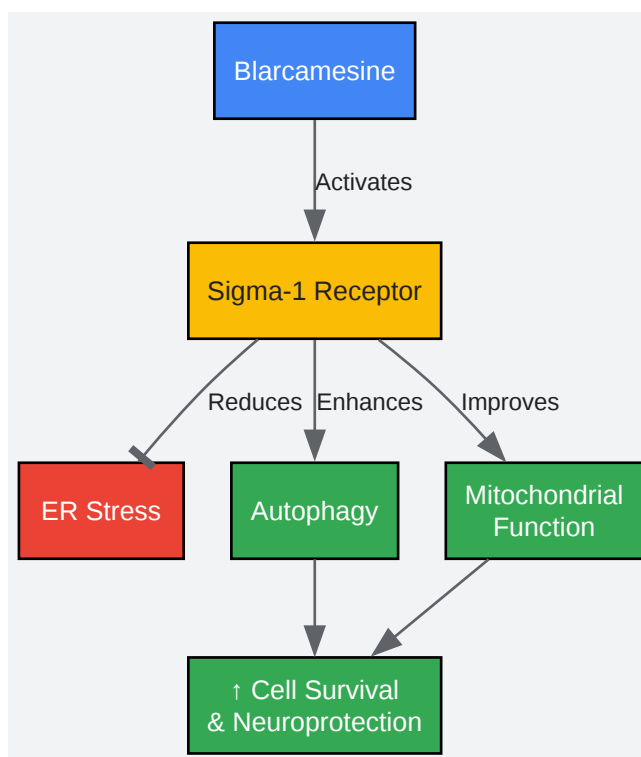 Blarcamesine
Activates
Sigma-1 Receptor
Reduces
Enhances
Improves
ER Stress
Autophagy
Mitochondrial
Function
↑ Cell Survival
& Neuroprotection